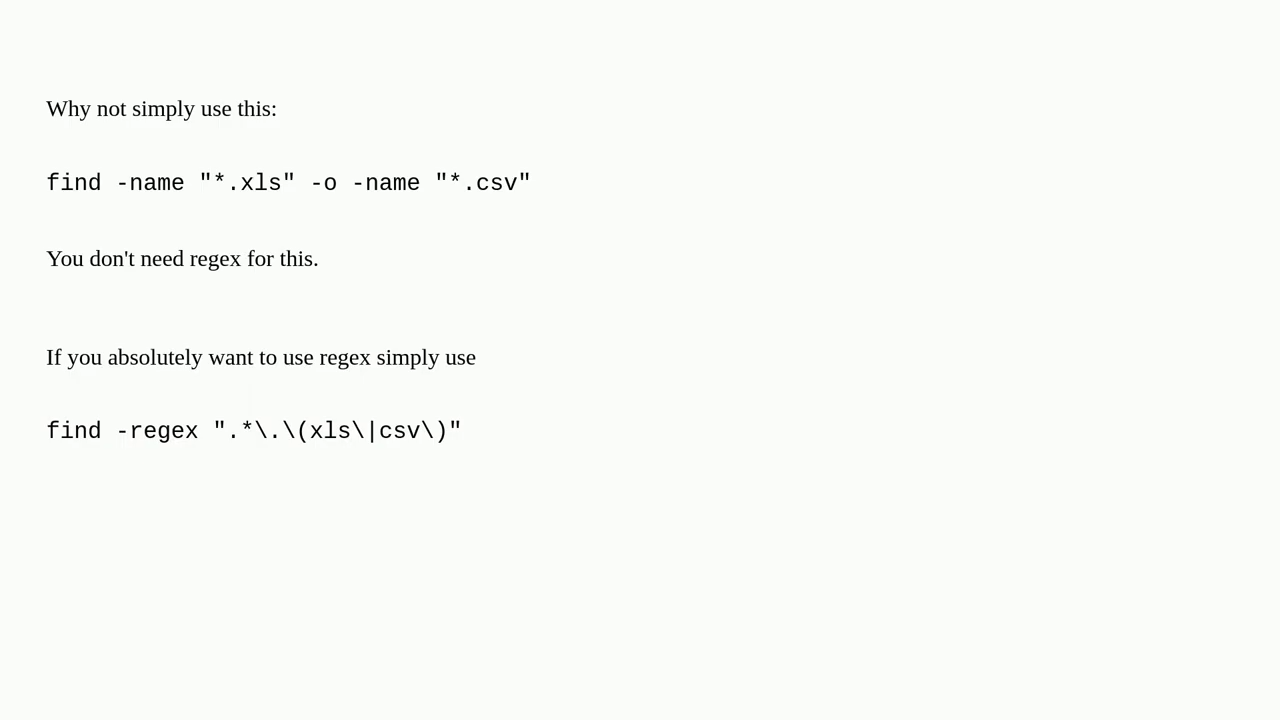 Why not simply use this:
find -name "*.xls" -o -name "*.csv"
You don't need regex for this.
If you absolutely want to use regex simply use
find -regex ".*\.\(xls\|csv\)"